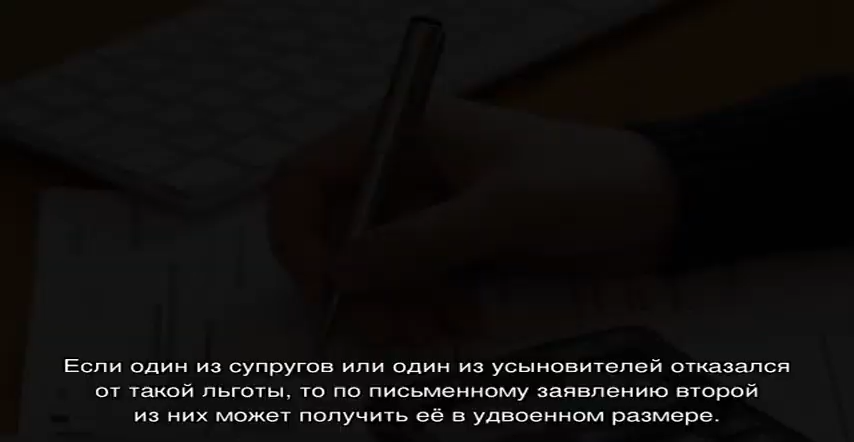 Если один из супругов или один из усыновителей отказался
от такой льготы, то по письменному заявлению второй
из них может получить её в удвоенном размере.